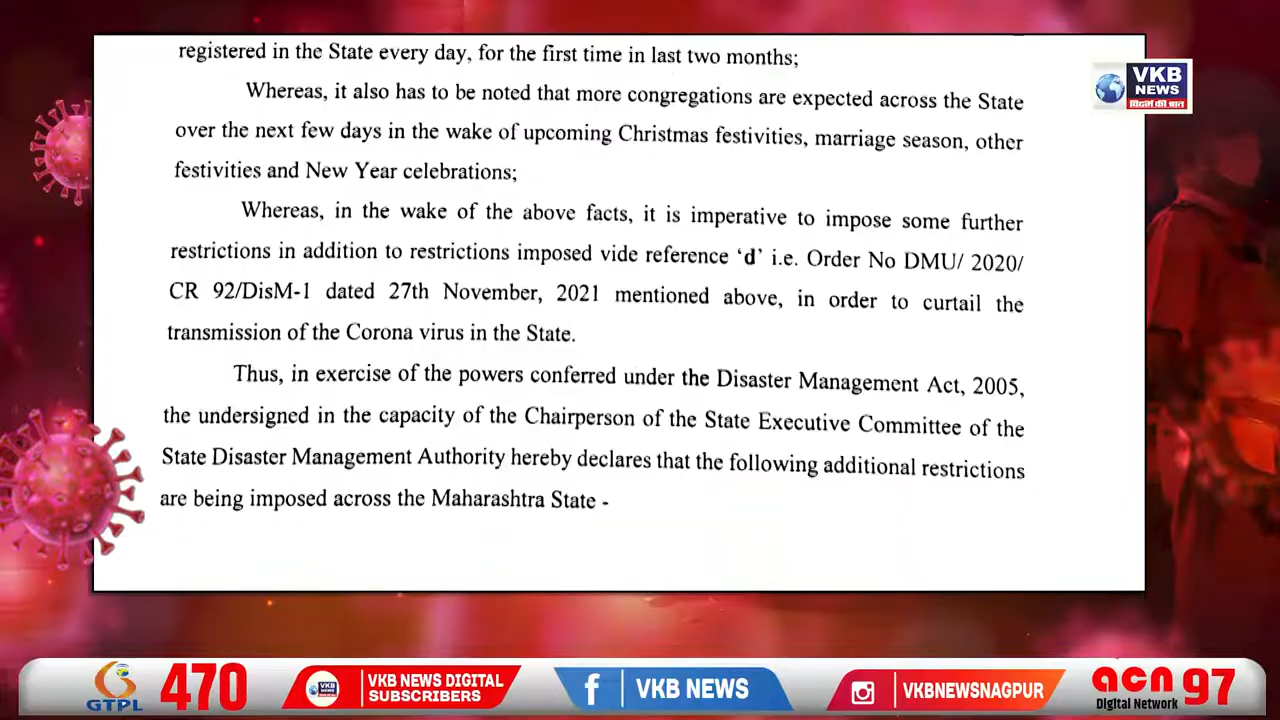 registered in the State every day, for the first time in last two months;
Whereas, it also has to be noted that more congregations are expected across the State
over the next few days in the wake of upcoming Christmas festivities, marriage season, other
festivities and New Year celebrations;
Whereas, in the wake of the above facts, it is imperative to impose some further
restrictions in addition to restrictions imposed vide reference ‘d’ i.e. Order No DMU/ 2020/
CR 92/DisM-1 dated 27th November, 2021 mentioned above, in order to curtail the
transmission of the Corona virus in the State.
Thus, in exercise of the powers conferred under the Disaster Management Act, 2005,
the undersigned in the capacity of the Chairperson of the State Executive Committee of the
State Disaster Management Authority hereby declares that the following additional restrictions
are being imposed across the Maharashtra State -
VKB
NEWS
विदर्भ की बात
GTPL
470
VKB
NEWS
VKB NEWS DIGITAL
SUBSCRIBERS
f
VKB NEWS
VKBNEWSNAGPUR
acn 97
Digital Network